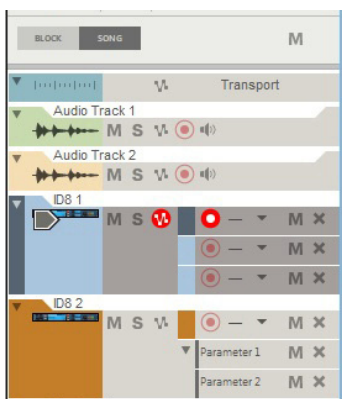 BLOCK SONG M
Transport
Audio Track 1
M S
Audio Track 2
M S
ID8 1
M S M
M
M
ID8 2
M S M
Parameter 1 M
Parameter 2 M